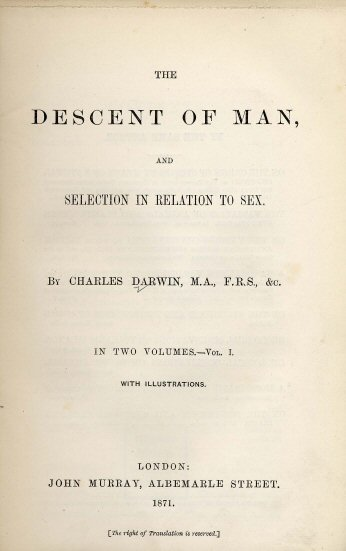 THE
DESCENT OF MAN,
AND
SELECTION IN RELATION TO SEX.
BY CHARLES DARWIN, M.A., F.R.S., &c.
IN TWO VOLUMES.—VOL. I.
WITH ILLUSTRATIONS.
LONDON:
JOHN MURRAY, ALBEMARLE STREET.
1871.
[The right of Translation is reserved.]